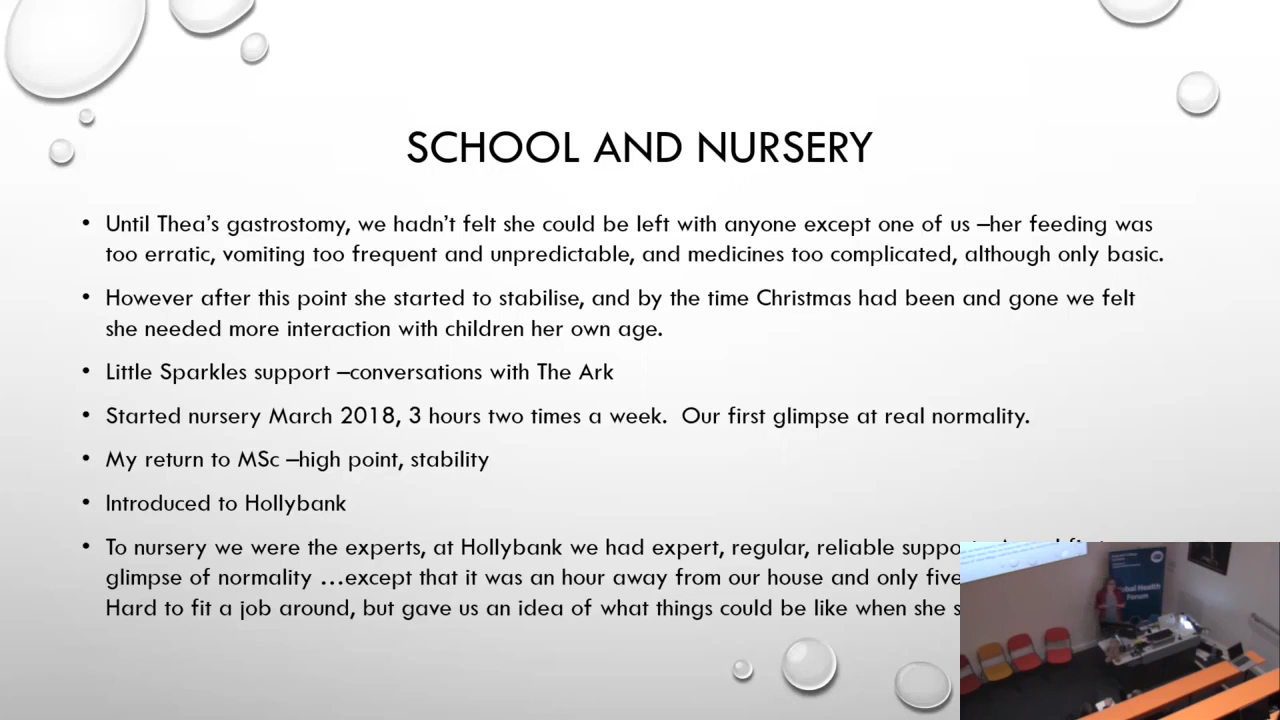 SCHOOL AND NURSERY
• Until Thea’s gastrostomy, we hadn’t felt she could be left with anyone except one of us –her feeding was
too erratic, vomiting too frequent and unpredictable, and medicines too complicated, although only basic.
• However after this point she started to stabilise, and by the time Christmas had been and gone we felt
she needed more interaction with children her own age.
• Little Sparkles support –conversations with The Ark
• Started nursery March 2018, 3 hours two times a week.  Our first glimpse at real normality.
• My return to MSc –high point, stability
• Introduced to Hollybank
• To nursery we were the experts, at Hollybank we had expert, regular, reliable
glimpse of normality …except that it was an hour away from our house and only five
Hard to fit a job around, but gave us an idea of what things could be like when she
Health
Forum